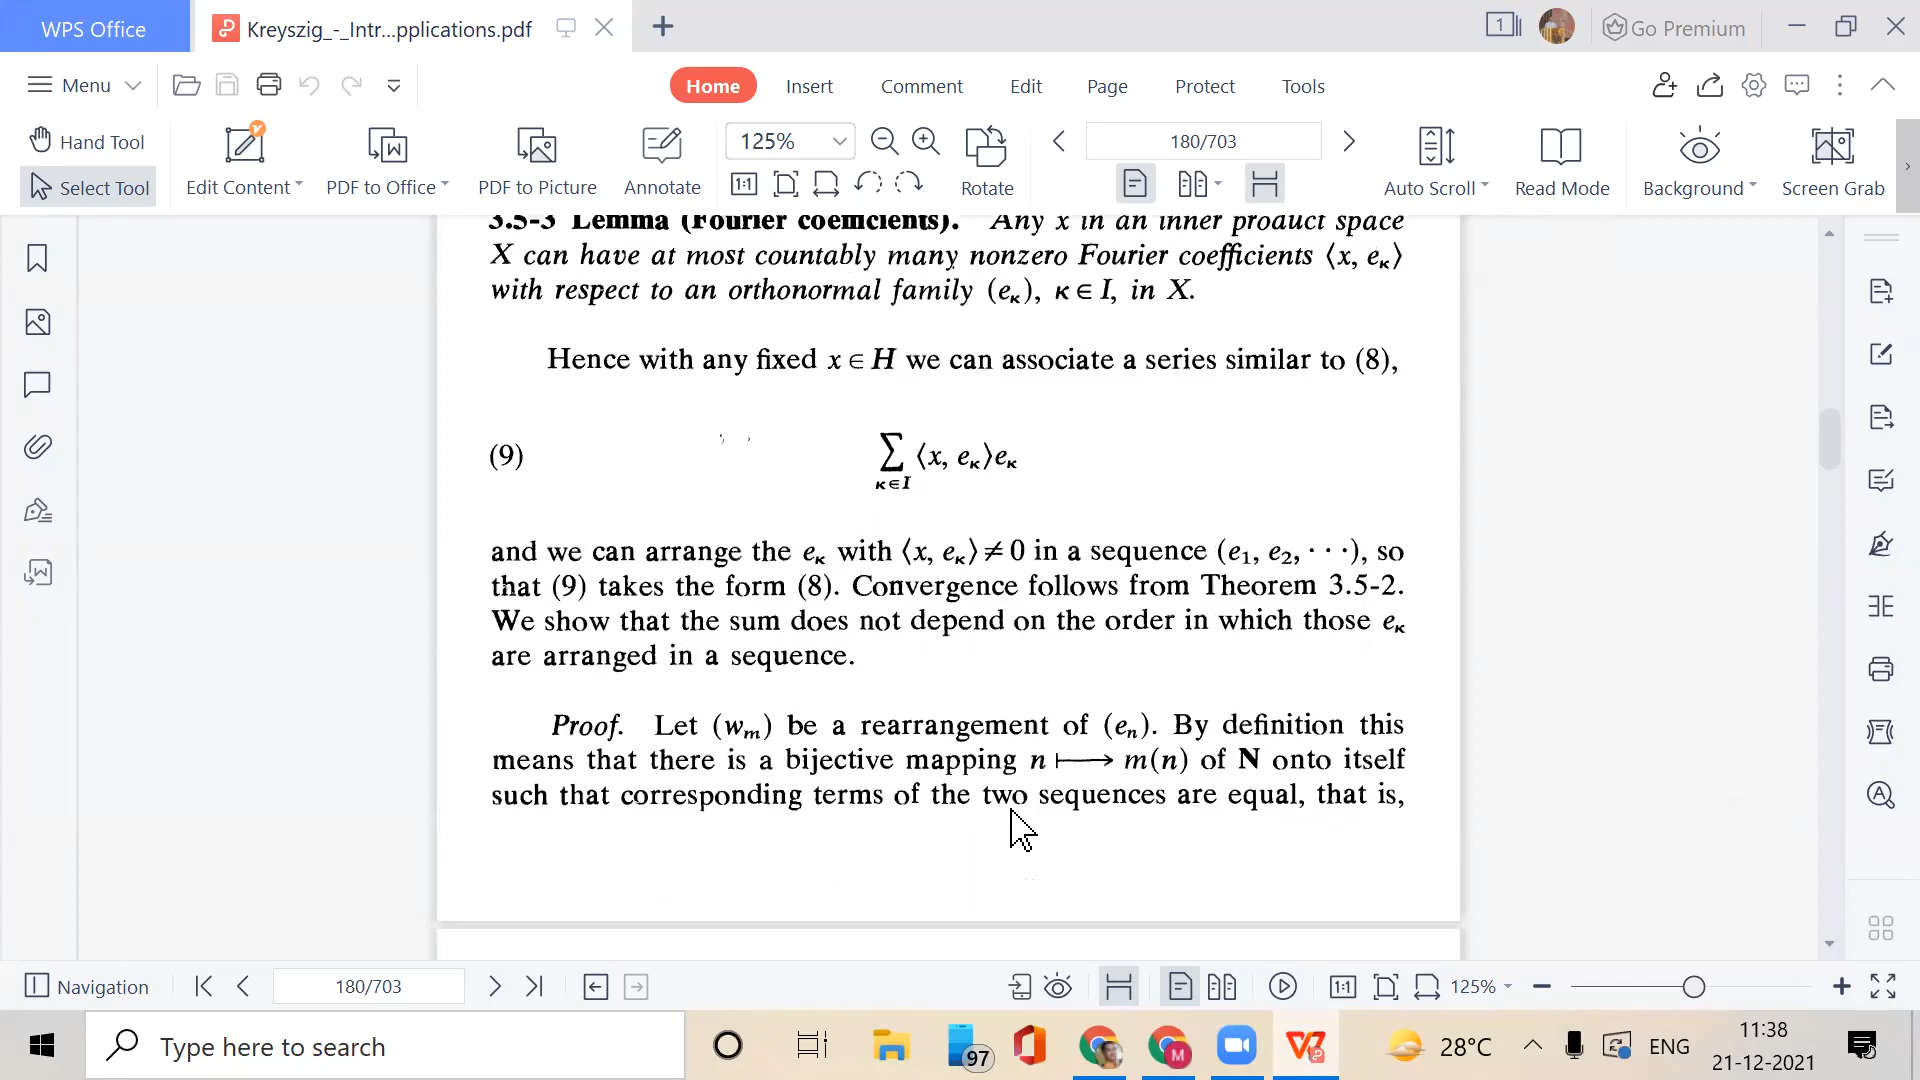 WPS Office
Kreyszig_-_Intr...pplications.pdf
1
Go Premium
Menu
Home Insert Comment Edit Page Protect Tools
Hand Tool
Select Tool
Edit Content
PDF to Office
PDF to Picture
Annotate
125%
1:1
Rotate
180/703
Auto Scroll
Read Mode
Background
Screen Grab
3.5-3 Lemma (Fourier coefficients). Any x in an inner product space
X can have at most countably many nonzero Fourier coefficients ⟨x, eκ⟩
with respect to an orthonormal family (eκ), κ ∈ I, in X.
Hence with any fixed x ∈ H we can associate a series similar to (8),
(9) ∑ ⟨x, eκ⟩eκ
κ∈I
and we can arrange the eκ with ⟨x, eκ⟩ ≠ 0 in a sequence (e₁, e₂, · · ·), so
that (9) takes the form (8). Convergence follows from Theorem 3.5-2.
We show that the sum does not depend on the order in which those eκ
are arranged in a sequence.
Proof. Let (wₘ) be a rearrangement of (eₙ). By definition this
means that there is a bijective mapping n ⟼ m(n) of N onto itself
such that corresponding terms of the two sequences are equal, that is,
Navigation
180/703
1:1
125%
Type here to search
97
28°C
ENG
11:38
21-12-2021